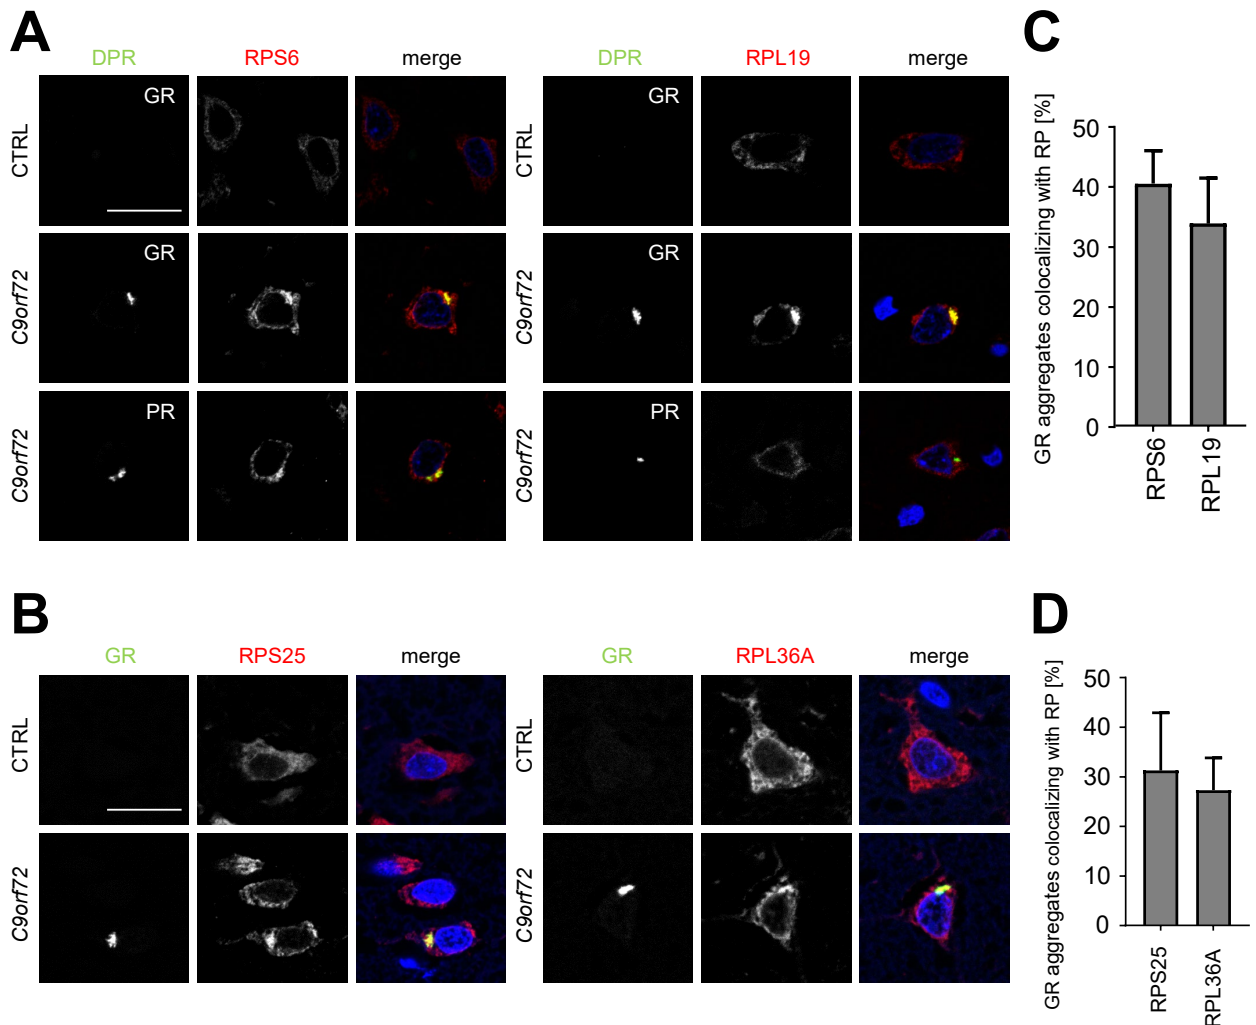 A
DPR RPS6 merge DPR RPL19 merge
CTRL GR CTRL GR
C9orf72 GR C9orf72 GR
C9orf72 PR C9orf72 PR
C
GR aggregates colocalizing with RP [%]
50
40
30
20
10
0
RPS6 RPL19
B
GR RPS25 merge GR RPL36A merge
CTRL CTRL
C9orf72 C9orf72
D
GR aggregates colocalizing with RP [%]
50
40
30
20
10
0
RPS25 RPL36A